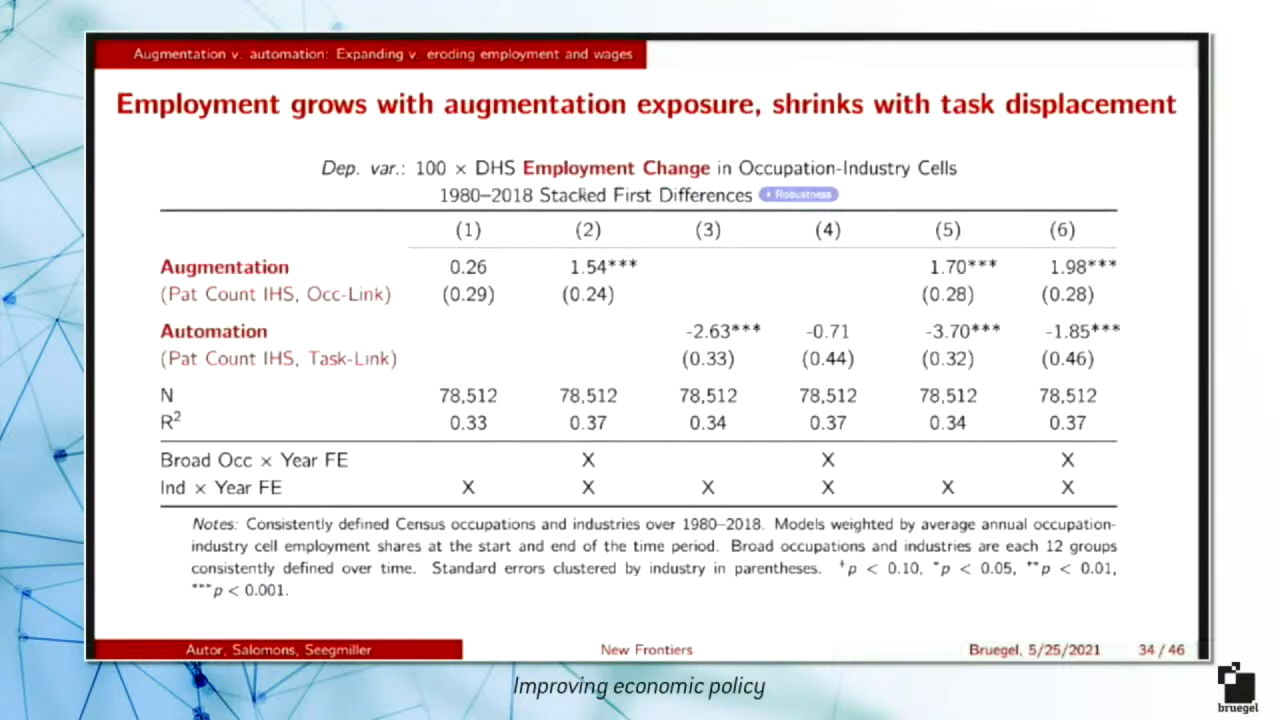 Augmentation v. automation: Expanding v. eroding employment and wages
Employment grows with augmentation exposure, shrinks with task displacement
Dep. var.: 100 × DHS Employment Change in Occupation-Industry Cells
1980–2018 Stacked First Differences Robustness
(1) (2) (3) (4) (5) (6)
Augmentation 0.26 1.54*** 1.70*** 1.98***
(Pat Count IHS, Occ-Link) (0.29) (0.24) (0.28) (0.28)
Automation -2.63*** -0.71 -3.70*** -1.85***
(Pat Count IHS, Task-Link) (0.33) (0.44) (0.32) (0.46)
N 78,512 78,512 78,512 78,512 78,512 78,512
R² 0.33 0.37 0.34 0.37 0.34 0.37
Broad Occ × Year FE X X X
Ind × Year FE X X X X X X
Notes: Consistently defined Census occupations and industries over 1980–2018. Models weighted by average annual occupation-
industry cell employment shares at the start and end of the time period. Broad occupations and industries are each 12 groups
consistently defined over time. Standard errors clustered by industry in parentheses. ⁺p < 0.10, *p < 0.05, **p < 0.01,
***p < 0.001.
Autor, Salomons, Seegmiller New Frontiers Bruegel, 5/25/2021 34 / 46
Improving economic policy
bruegel